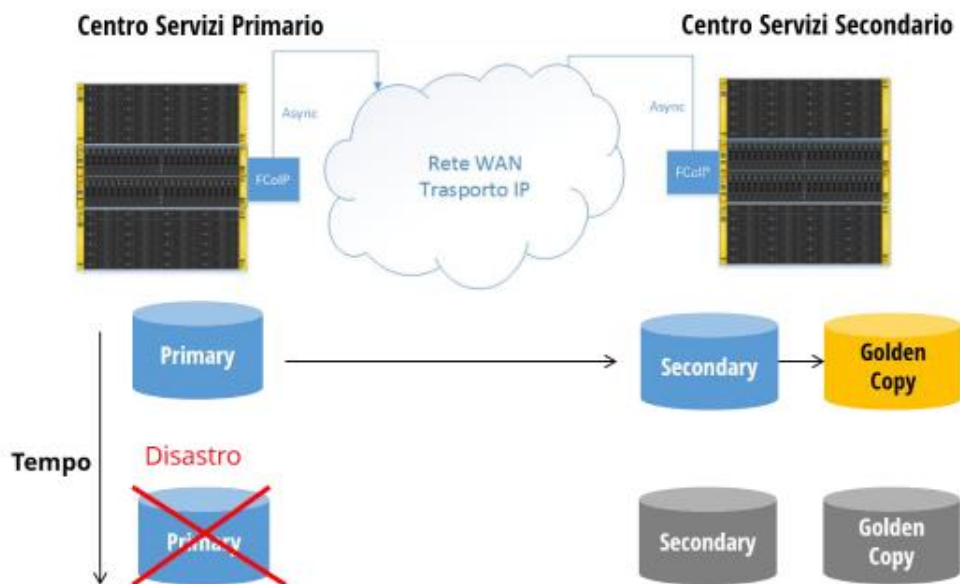 Centro Servizi Primario
Centro Servizi Secondario
Async
Async
FCoIP
Rete WAN
Trasporto IP
FCoIP
Primary
Secondary
Golden
Copy
Tempo
Disastro
Primary
Secondary
Golden
Copy